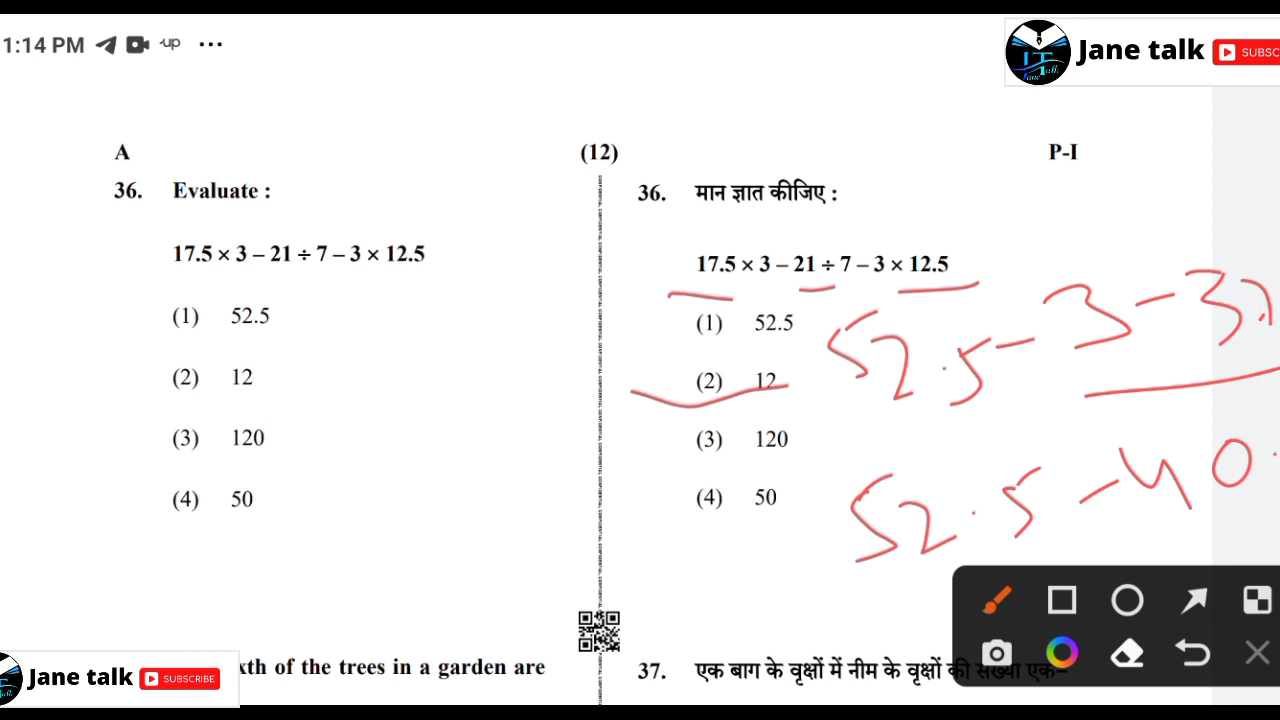 1:14 PM up ...
Jane talk SUBSC
A (12) P-I
36. Evaluate :
17.5 × 3 – 21 ÷ 7 – 3 × 12.5
(1) 52.5
(2) 12
(3) 120
(4) 50
36. मान ज्ञात कीजिए :
17.5 × 3 – 21 ÷ 7 – 3 × 12.5
(1) 52.5
(2) 12
(3) 120
(4) 50
52.5 – 3 – 3
52.5 – 40.
Jane talk SUBSCRIBE
xth of the trees in a garden are
37. एक बाग के वृक्षों में नीम के वृक्षों की संख्या एक-